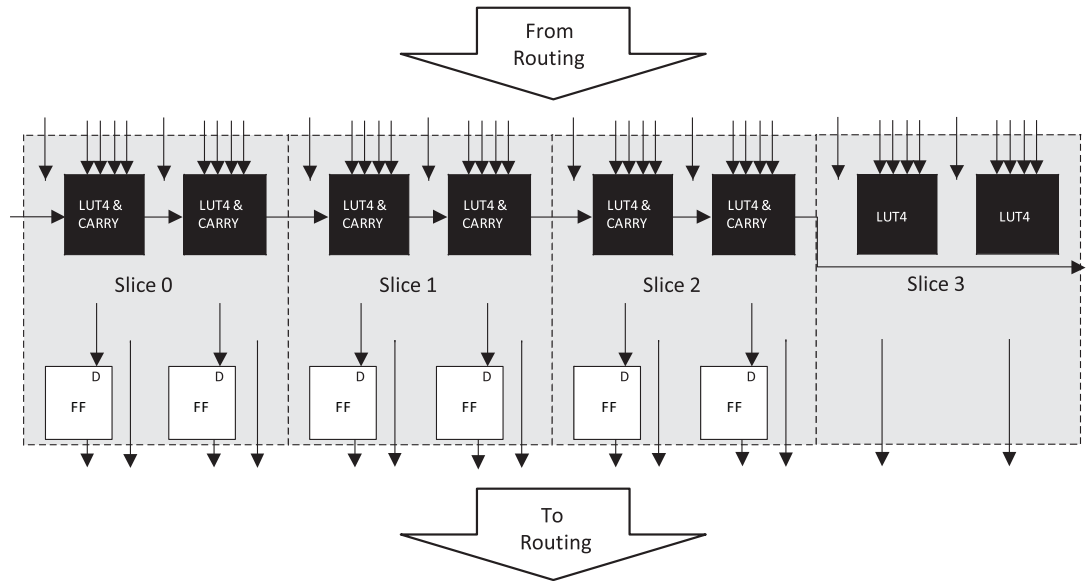 From
Routing
LUT4 &
CARRY
LUT4 &
CARRY
LUT4 &
CARRY
LUT4 &
CARRY
LUT4 &
CARRY
LUT4 &
CARRY
LUT4
LUT4
Slice 0
Slice 1
Slice 2
Slice 3
D
FF
D
FF
D
FF
D
FF
D
FF
D
FF
To
Routing